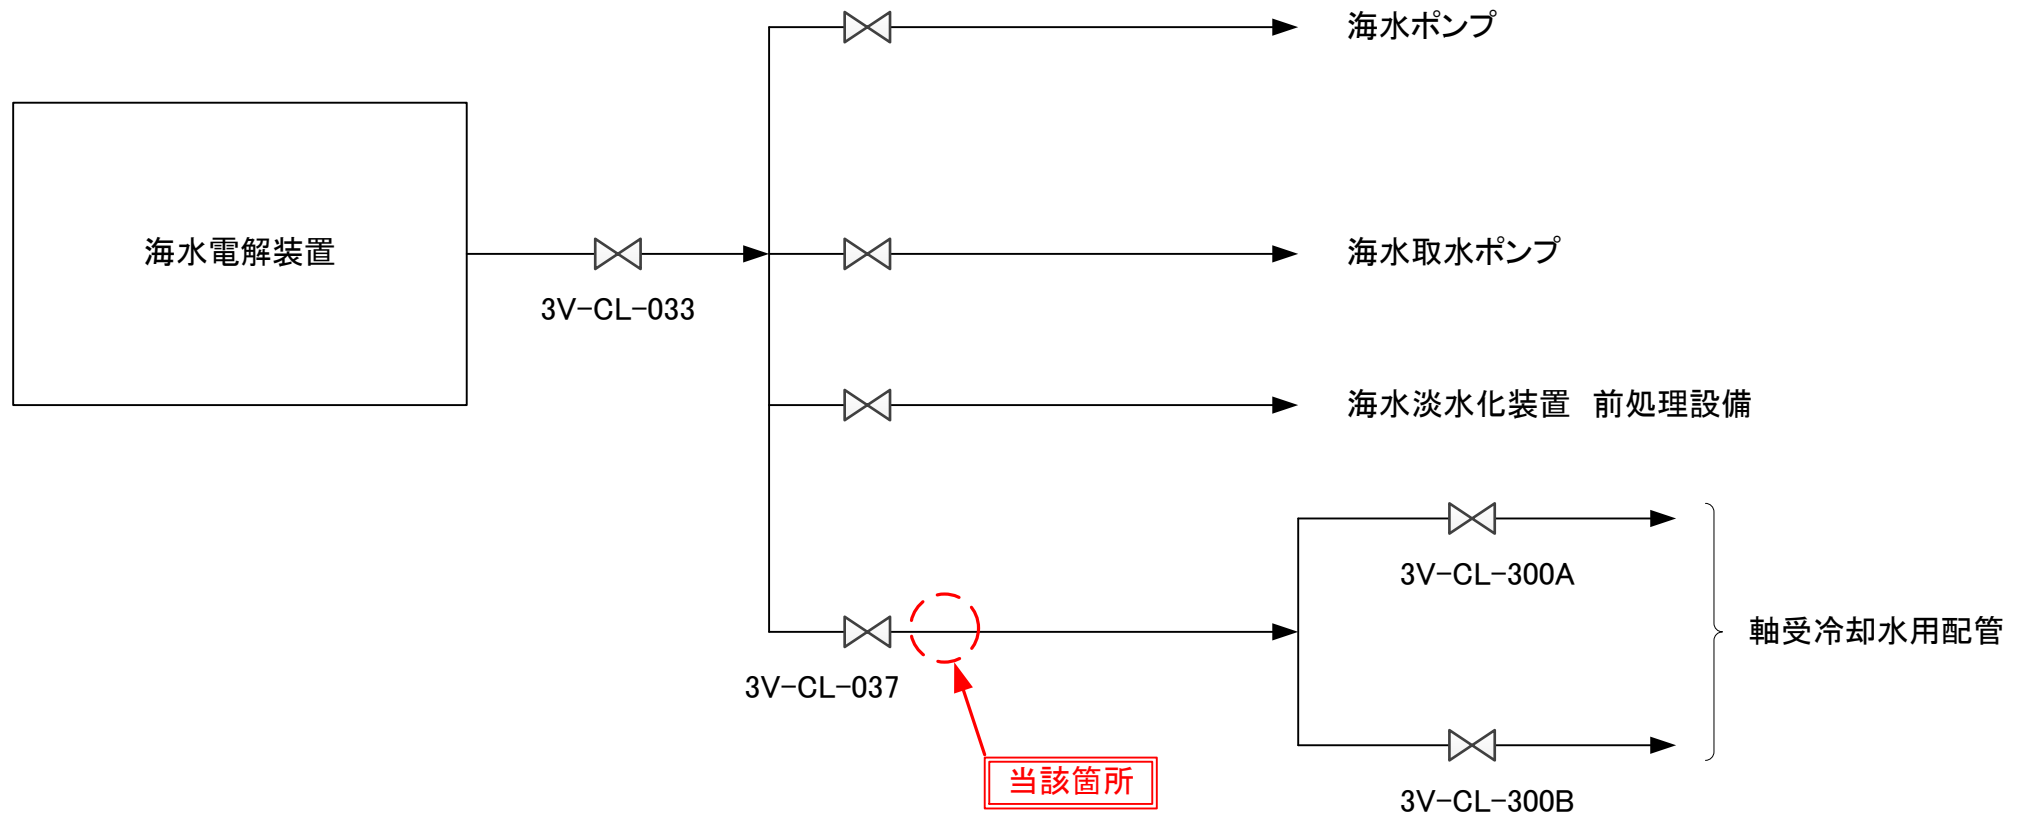 海水ポンプ
海水電解装置
海水取水ポンプ
3V-CL-033
海水淡水化装置　前処理設備
3V-CL-300A
軸受冷却水用配管
3V-CL-037
当該箇所
3V-CL-300B